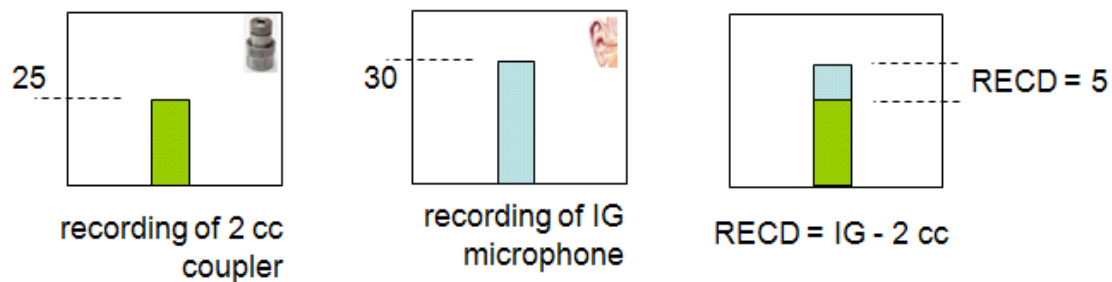 25
recording of 2 cc
coupler
30
recording of IG
microphone
RECD = 5
RECD = IG - 2 cc